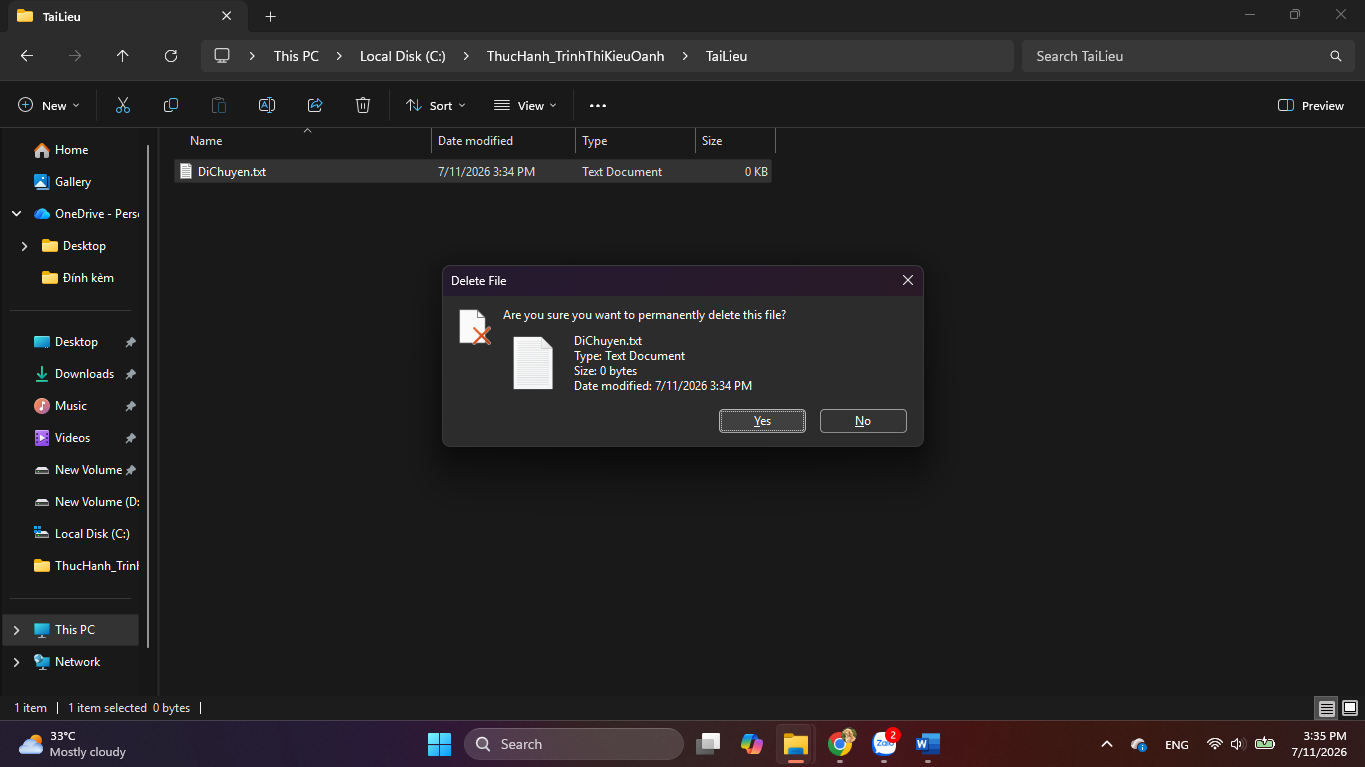 TaiLieu
This PC > Local Disk (C:) > ThucHanh_TrinhThiKieuOanh > TaiLieu
Search TaiLieu
New
Sort
View
Preview
Name
Date modified
Type
Size
Home
Gallery
OneDrive - Perso
Desktop
Đính kèm
Desktop
Downloads
Music
Videos
New Volume
New Volume (D:
Local Disk (C:)
ThucHanh_Trinh
This PC
Network
DiChuyen.txt
7/11/2026 3:34 PM
Text Document
0 KB
Delete File
Are you sure you want to permanently delete this file?
DiChuyen.txt
Type: Text Document
Size: 0 bytes
Date modified: 7/11/2026 3:34 PM
Yes
No
1 item
1 item selected 0 bytes
33°C
Mostly cloudy
Search
Zalo
2
W
ENG
3:35 PM
7/11/2026